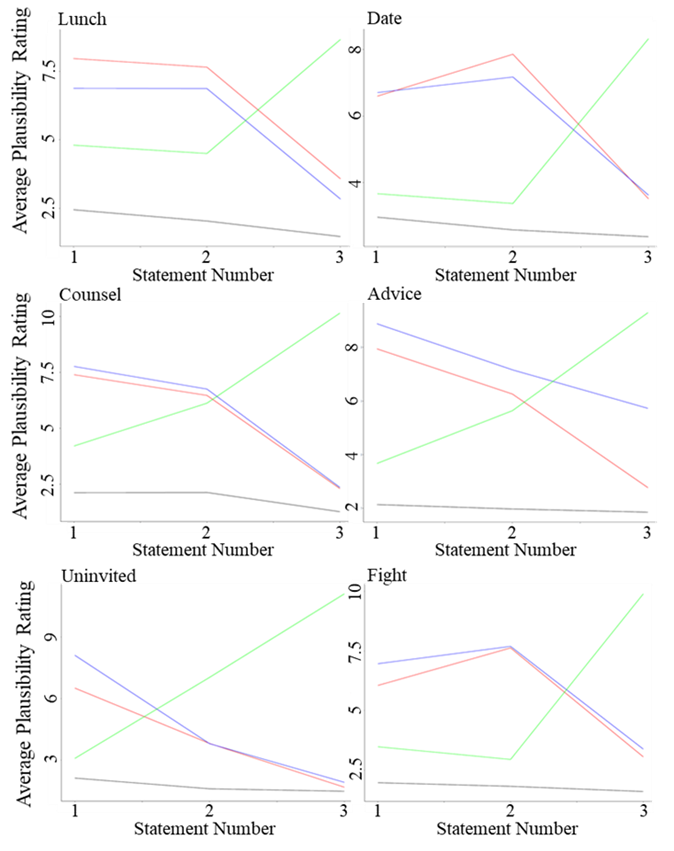 Lunch
Date
Average Plausibility Rating
7.5
5
2.5
8
6
4
1 2 3
1 2 3
Statement Number
Statement Number
Counsel
Advice
Average Plausibility Rating
10
7.5
5
2.5
8
6
4
2
1 2 3
1 2 3
Statement Number
Statement Number
Uninvited
Fight
Average Plausibility Rating
9
6
3
10
7.5
5
2.5
1 2 3
1 2 3
Statement Number
Statement Number